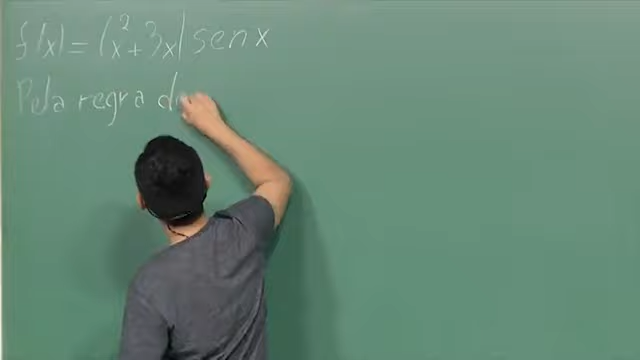 f(x) = (x² + 3x) sen x
Pela regra d